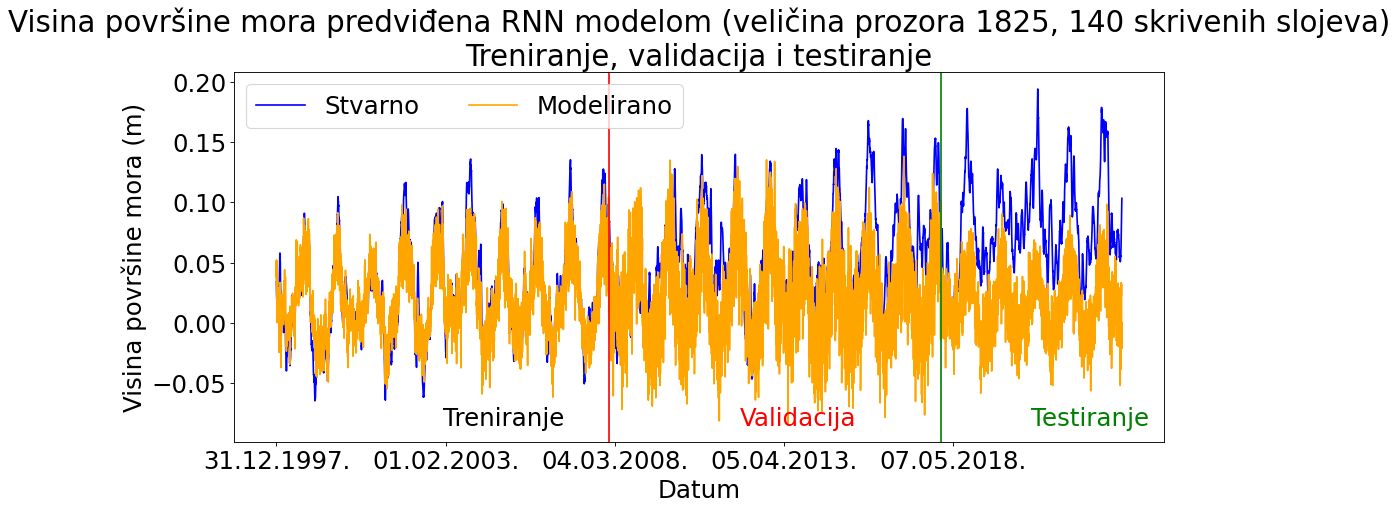 Visina površine mora predviđena RNN modelom (veličina prozora 1825, 140 skrivenih slojeva)
Treniranje, validacija i testiranje
Stvarno
Modelirano
Visina površine mora (m)
0.20
0.15
0.10
0.05
0.00
−0.05
Treniranje
Validacija
Testiranje
31.12.1997.
01.02.2003.
04.03.2008.
05.04.2013.
07.05.2018.
Datum